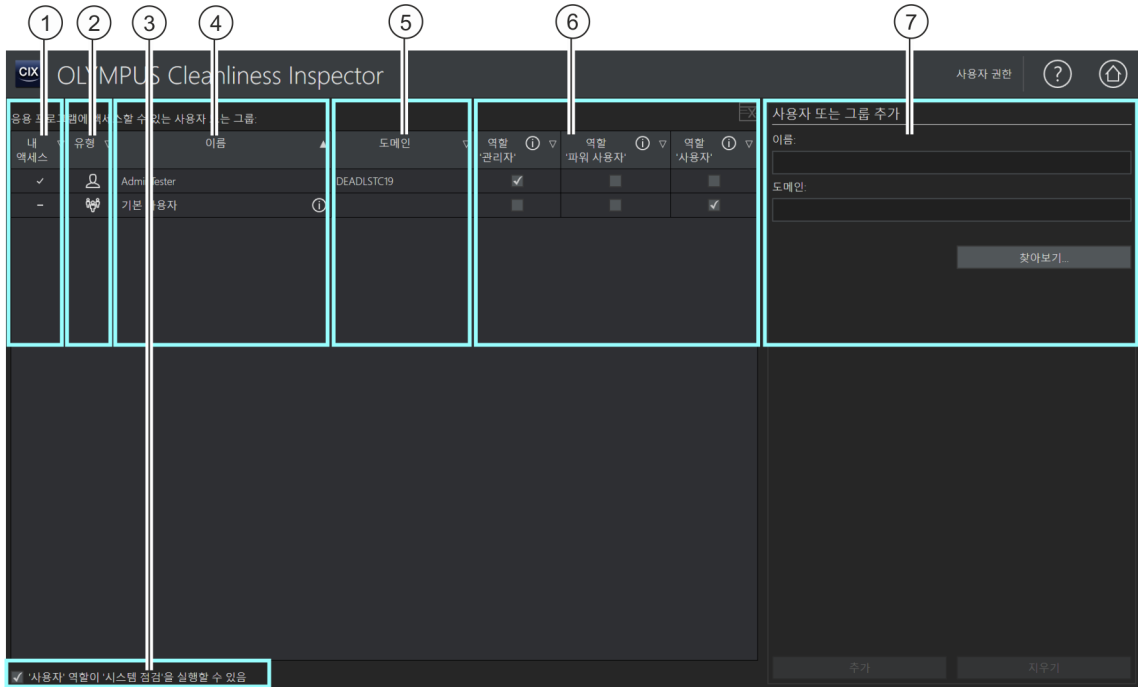 1 2 3 4 5 6 7
CIX OLYMPUS Cleanliness Inspector 사용자 권한 ?
응용 프로그램에 액세스할 수 있는 사용자 또는 그룹:
사용자 또는 그룹 추가
내 액세스 유형 이름 도메인 역할 '관리자' 역할 '파워 사용자' 역할 '사용자'
이름:
AdminTester DEADLSTC19
도메인:
기본 사용자
찾아보기...
추가 지우기
'사용자' 역할이 '시스템 점검'을 실행할 수 있음